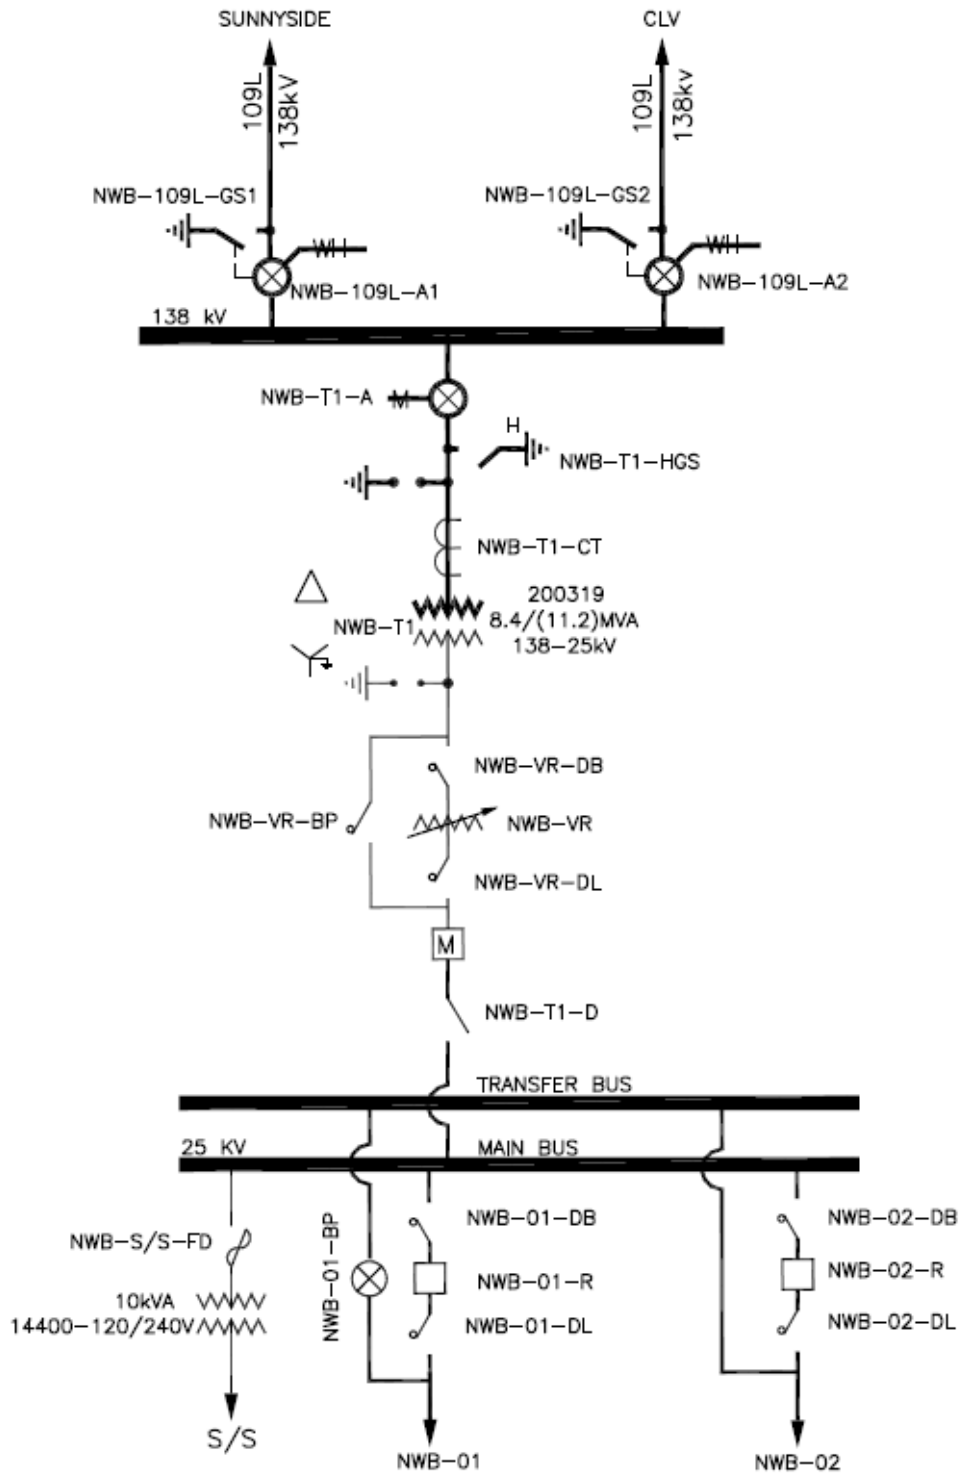 SUNNYSIDE
CLV
109L
138kV
109L
138kv
NWB-109L-GS1
NWB-109L-GS2
WH
WH
NWB-109L-A1
NWB-109L-A2
138 kV
NWB-T1-A
M
H
NWB-T1-HGS
NWB-T1-CT
200319
NWB-T1
8.4/(11.2)MVA
138-25kV
NWB-VR-DB
NWB-VR-BP
NWB-VR
NWB-VR-DL
M
NWB-T1-D
TRANSFER BUS
25 KV
MAIN BUS
NWB-S/S-FD
NWB-01-BP
NWB-01-DB
NWB-02-DB
NWB-01-R
NWB-02-R
10kVA
14400-120/240V
NWB-01-DL
NWB-02-DL
S/S
NWB-01
NWB-02